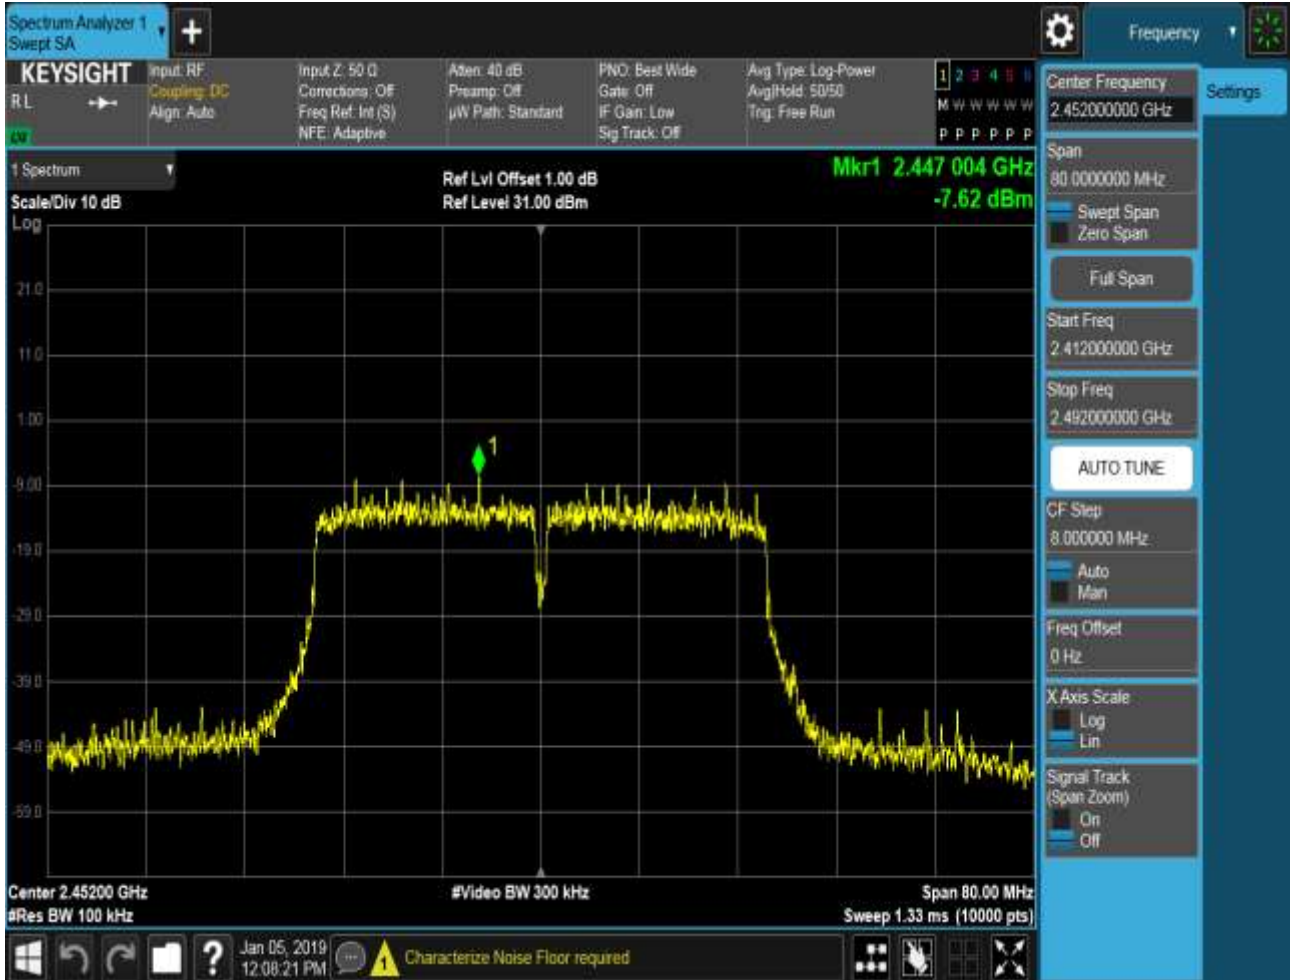 Spectrum Analyzer 1
Swept SA
Frequency
KEYSIGHT
R L
Input: RF
Coupling: DC
Align: Auto
Input Z: 50 Ω
Corrections: Off
Freq Ref: Int (S)
NFE: Adaptive
Atten: 40 dB
Preamp: Off
µW Path: Standard
PNO: Best Wide
Gate: Off
IF Gain: Low
Sig Track: Off
Avg Type: Log-Power
Avg|Hold: 50/50
Trig: Free Run
1 2 3 4 5 6
M W W W W W
P P P P P P
1 Spectrum
Scale/Div 10 dB
Log
Ref Lvl Offset 1.00 dB
Ref Level 31.00 dBm
Mkr1 2.447 004 GHz
-7.62 dBm
21.0
11.0
1.00
-9.00
-19.0
-29.0
-39.0
-49.0
-59.0
1
Center 2.45200 GHz
#Video BW 300 kHz
Span 80.00 MHz
#Res BW 100 kHz
Sweep 1.33 ms (10000 pts)
Center Frequency
2.452000000 GHz
Settings
Span
80.0000000 MHz
Swept Span
Zero Span
Full Span
Start Freq
2.412000000 GHz
Stop Freq
2.492000000 GHz
AUTO TUNE
CF Step
8.000000 MHz
Auto
Man
Freq Offset
0 Hz
X Axis Scale
Log
Lin
Signal Track
(Span Zoom)
On
Off
?
Jan 05, 2019
12:08:21 PM
Characterize Noise Floor required